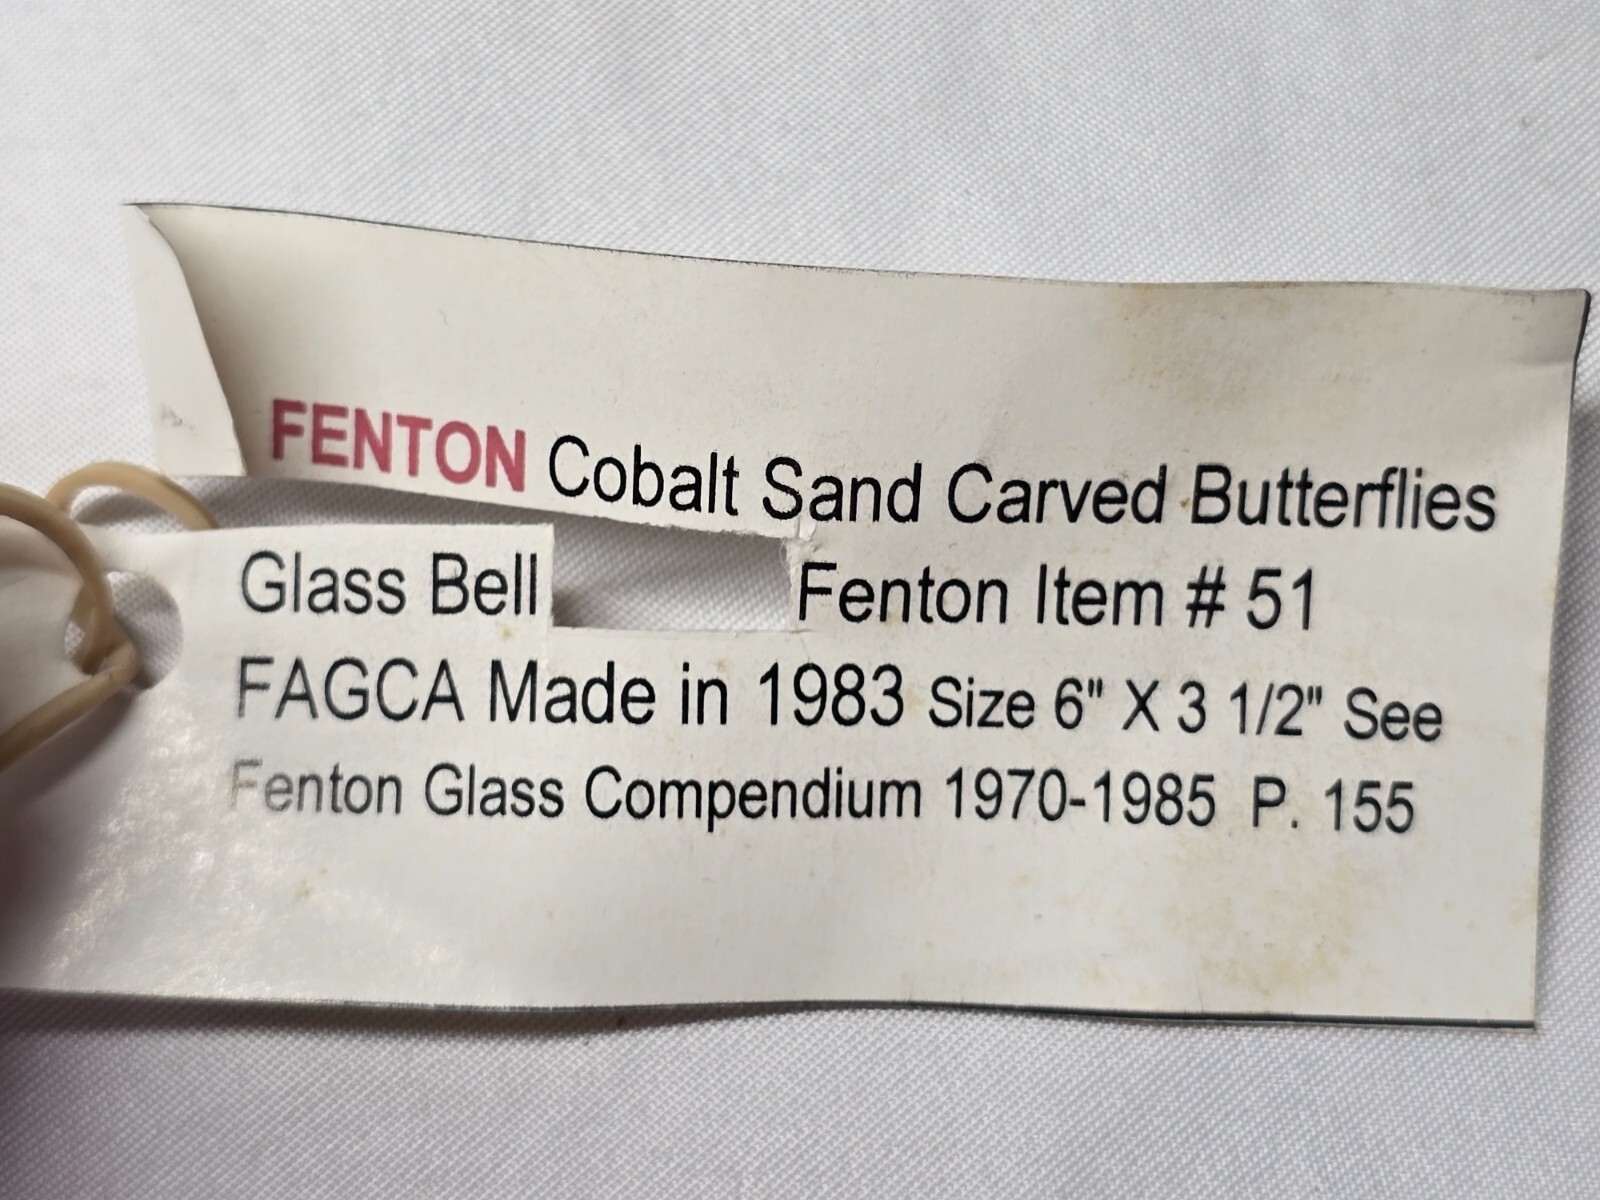 FENTON Cobalt Sand Carved Butterflies
Glass Bell Fenton Item # 51
FAGCA Made in 1983 Size 6" X 3 1/2" See
Fenton Glass Compendium 1970-1985 P. 155